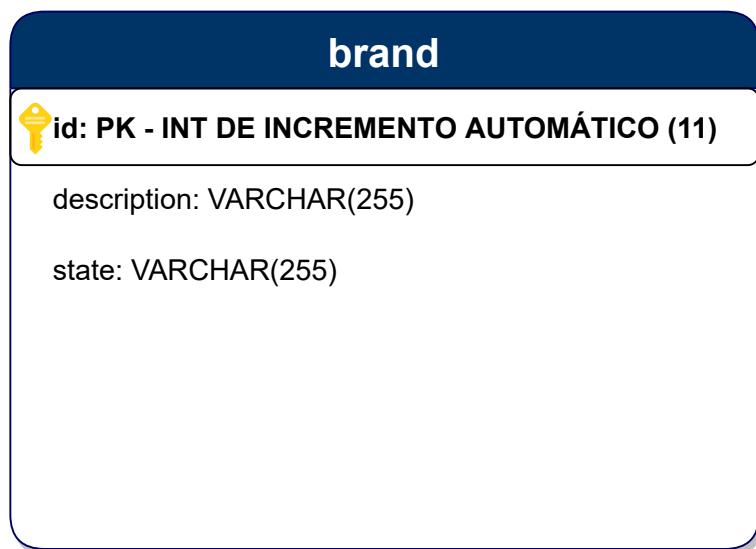 brand
id: PK - INT DE INCREMENTO AUTOMÁTICO (11)
description: VARCHAR(255)
state: VARCHAR(255)